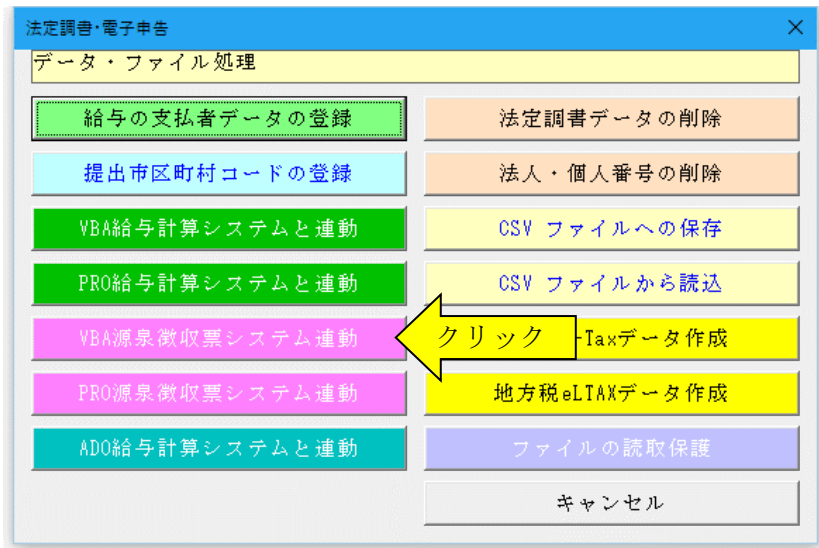 法定調書・電子申告
データ・ファイル処理
給与の支払者データの登録
法定調書データの削除
提出市区町村コードの登録
法人・個人番号の削除
VBA給与計算システムと連動
CSV ファイルへの保存
PRO給与計算システムと連動
CSV ファイルから読込
VBA源泉徴収票システム連動
クリック
-Taxデータ作成
PRO源泉徴収票システム連動
地方税eLTAXデータ作成
ADO給与計算システムと連動
ファイルの読取保護
キャンセル